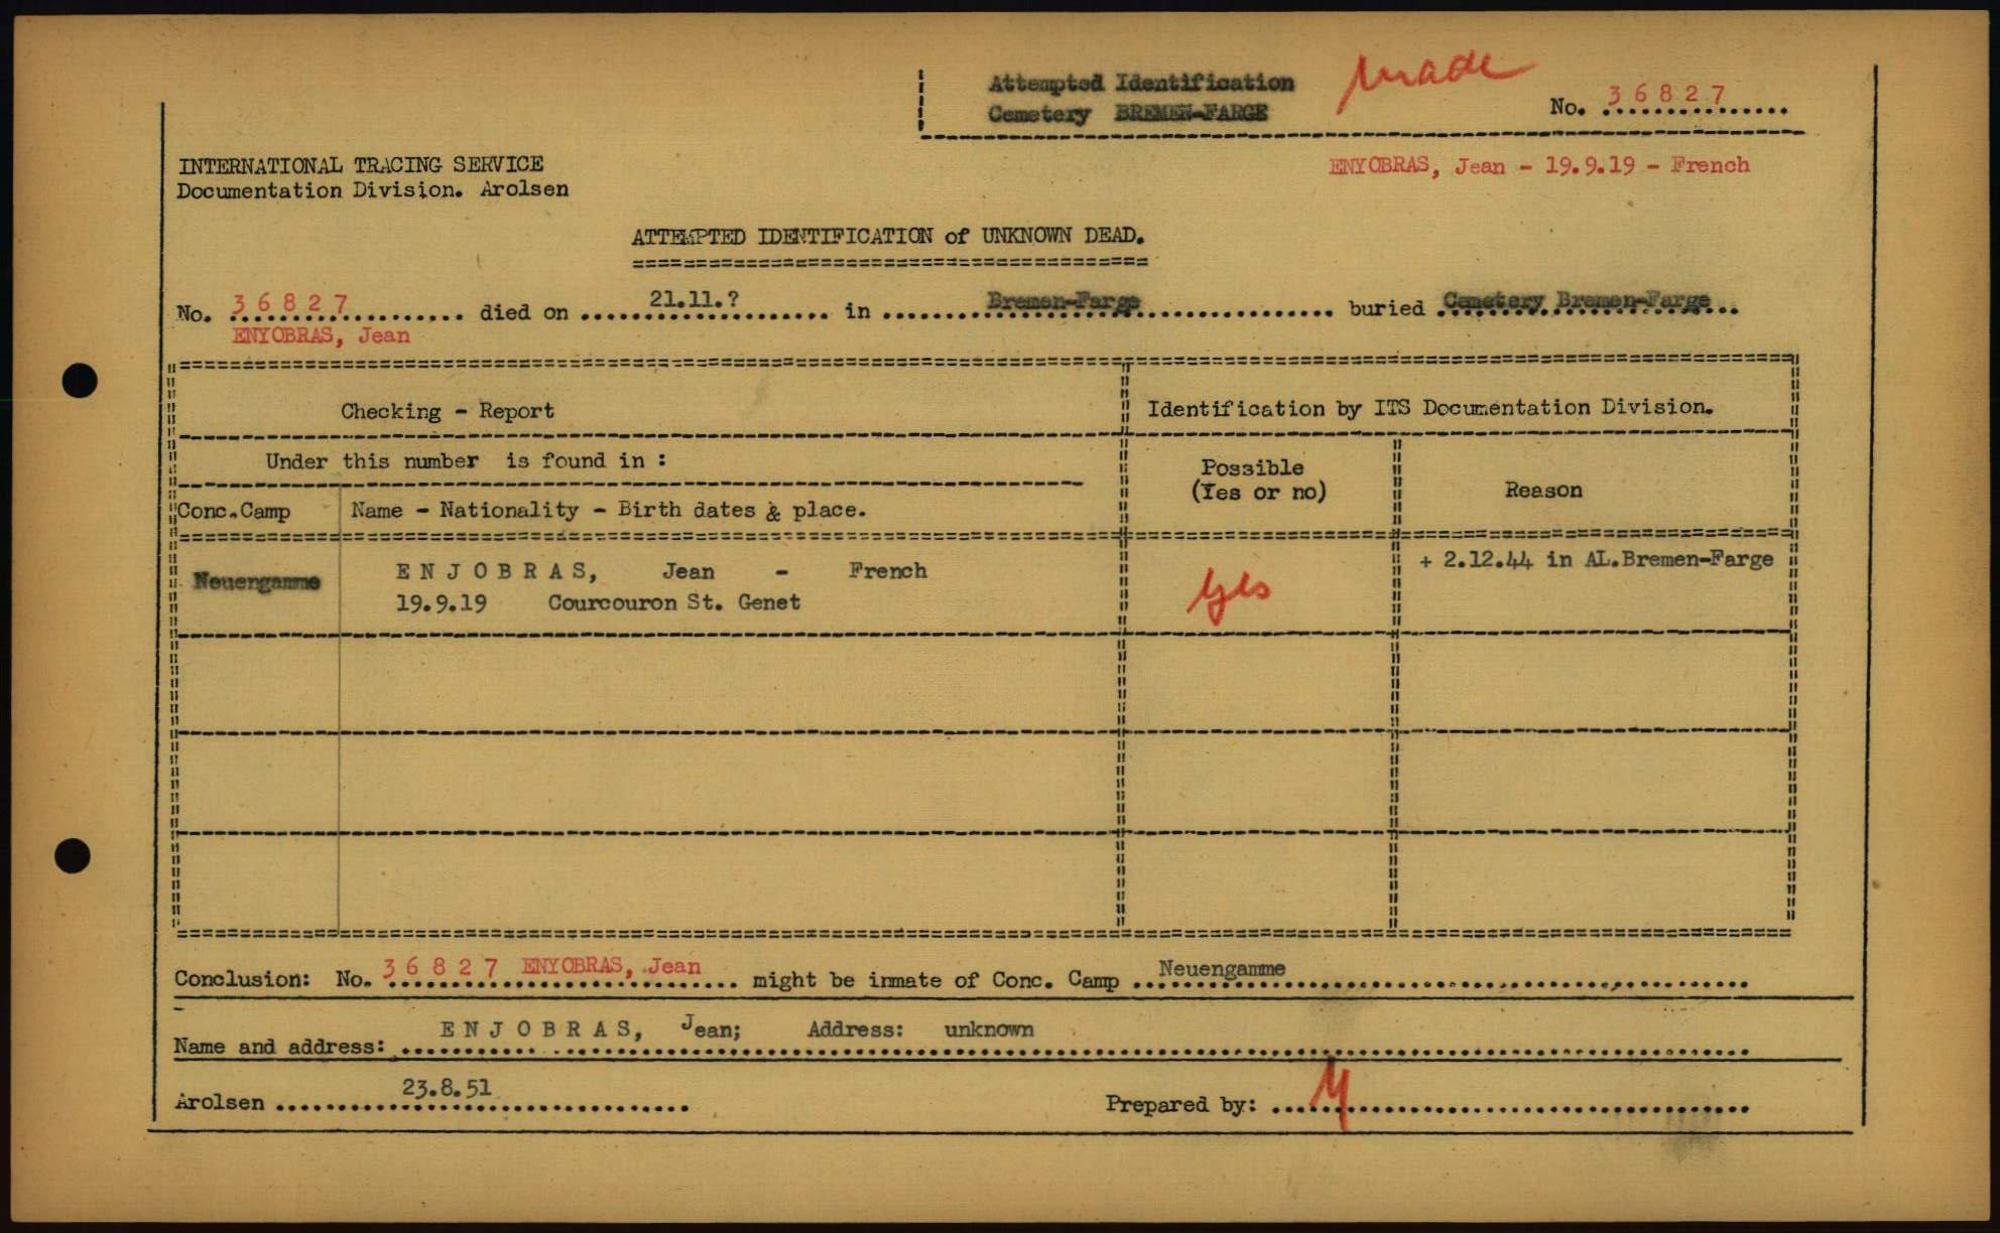 Attempted Identification made
Cemetery BREMEN-FARGE
No. 36827
INTERNATIONAL TRACING SERVICE
Documentation Division. Arolsen
ENYOBRAS, Jean - 19.9.19 - French
ATTEMPTED IDENTIFICATION of UNKNOWN DEAD.
No. 36827 died on 21.11.? in Bremen-Farge buried Cemetery Bremen-Farge
ENYOBRAS, Jean
Checking - Report
Identification by ITS Documentation Division.
Under this number is found in :
Possible
(Yes or no)
Reason
Conc.Camp
Name - Nationality - Birth dates & place.
Neuengamme
ENJOBRAS, Jean - French
19.9.19 Courcouron St. Genet
Yes
+ 2.12.44 in AL.Bremen-Farge
Conclusion: No. 36827 ENYOBRAS, Jean might be inmate of Conc. Camp Neuengamme
Name and address: ENJOBRAS, Jean; Address: unknown
Arolsen 23.8.51
Prepared by: